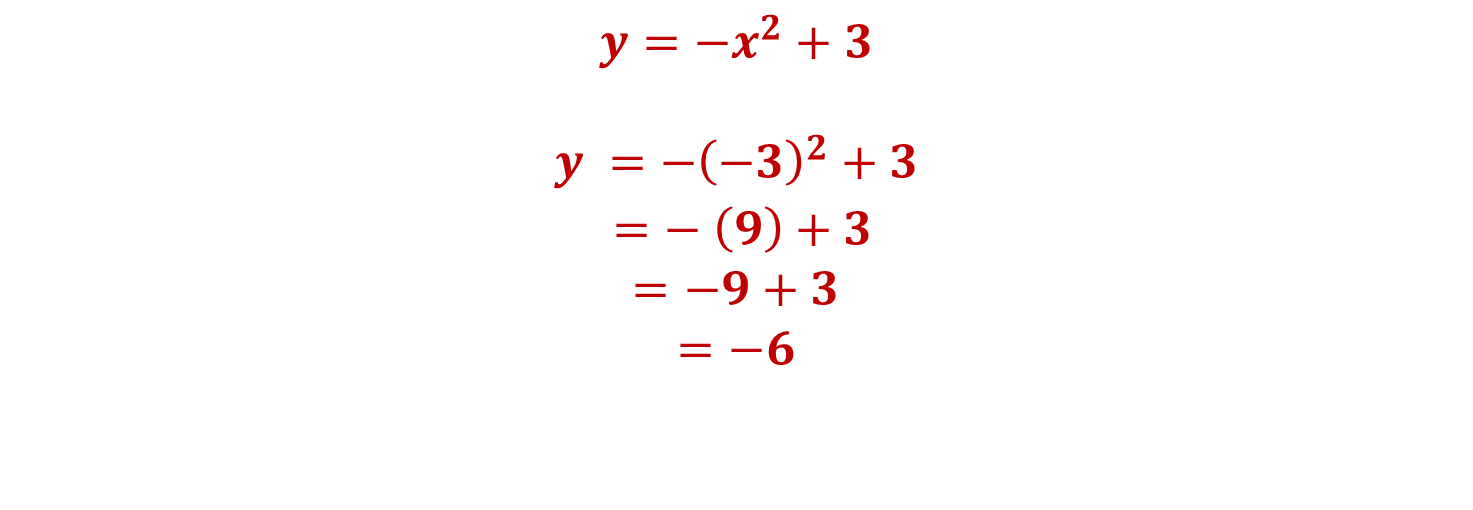 y = −x² + 3
y = −(−3)² + 3
= − (9) + 3
= −9 + 3
= −6